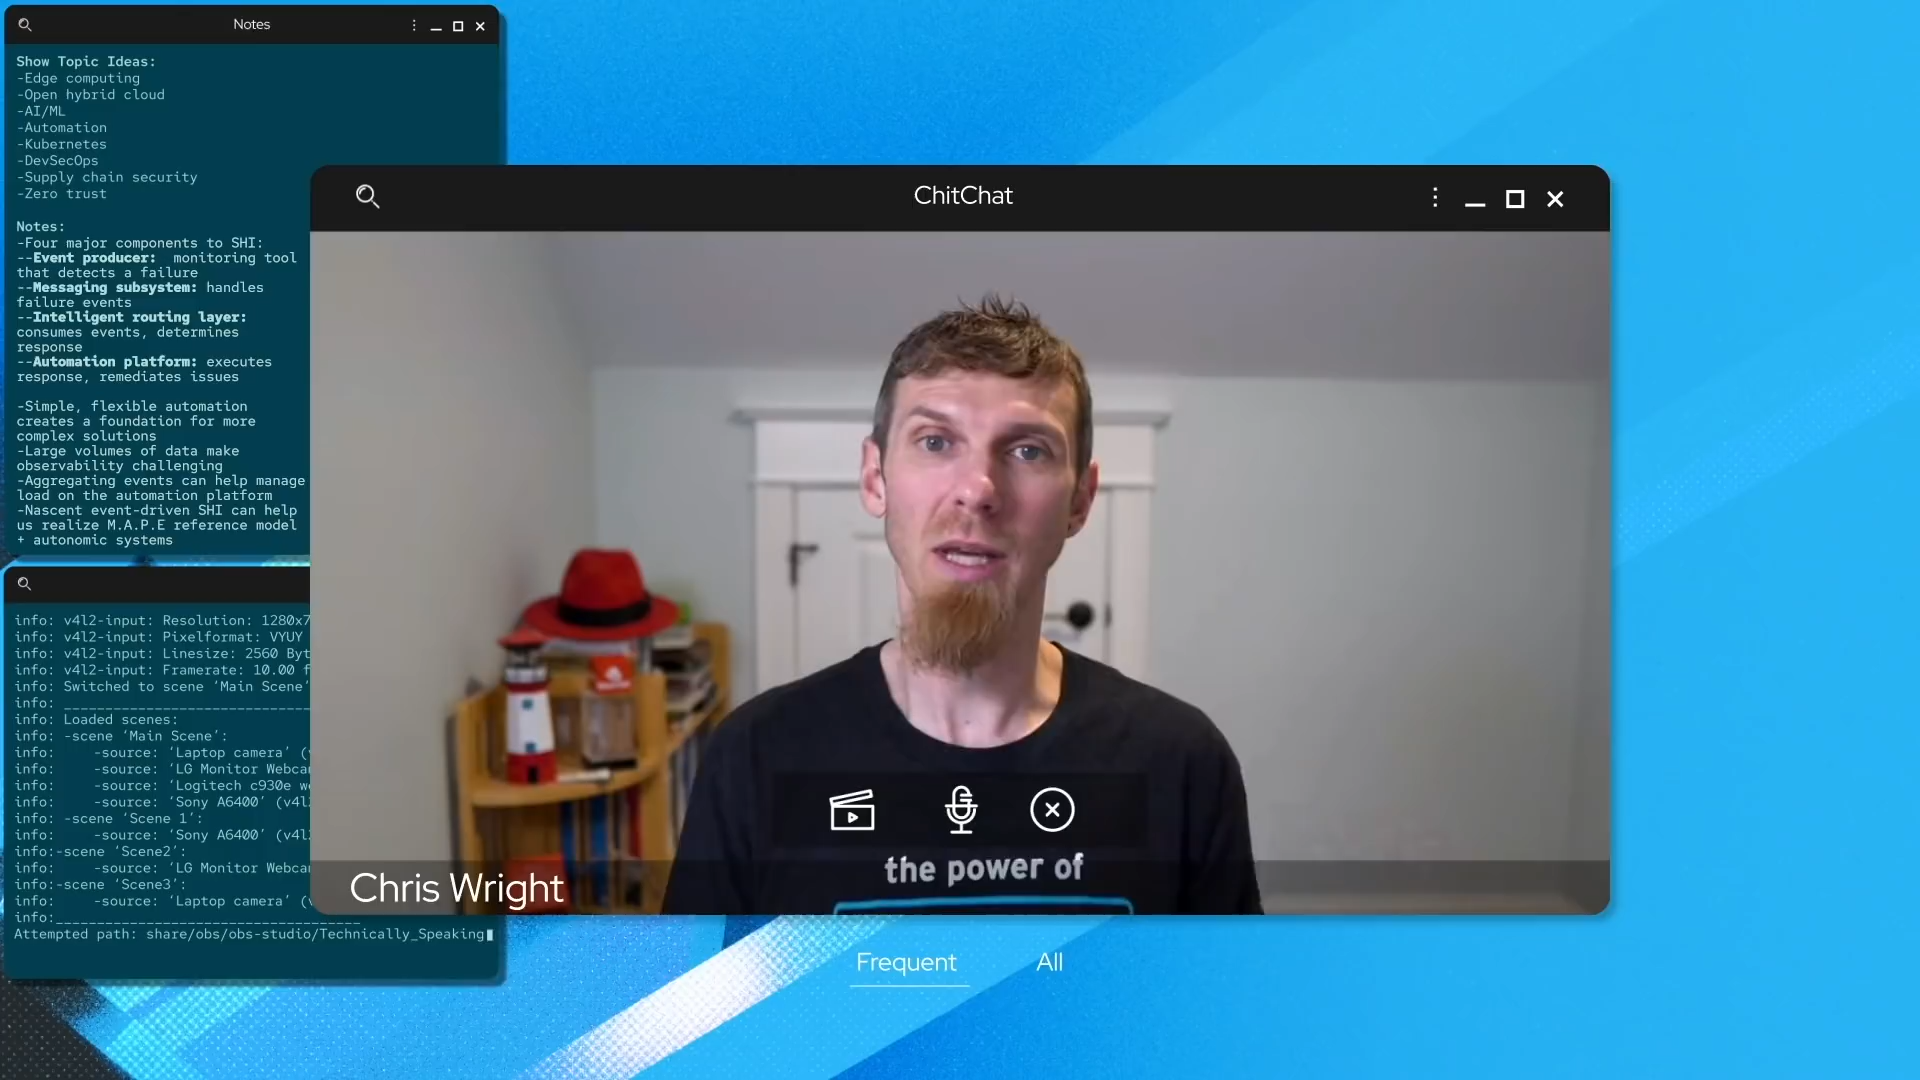 Notes
Show Topic Ideas:
-Edge computing
-Open hybrid cloud
-AI/ML
-Automation
-Kubernetes
-DevSecOps
-Supply chain security
-Zero trust
Notes:
-Four major components to SHI:
--Event producer: monitoring tool
that detects a failure
--Messaging subsystem: handles
failure events
--Intelligent routing layer:
consumes events, determines
response
--Automation platform: executes
response, remediates issues
-Simple, flexible automation
creates a foundation for more
complex solutions
-Large volumes of data make
observability challenging
-Aggregating events can help manage
load on the automation platform
-Nascent event-driven SHI can help
us realize M.A.P.E reference model
+ autonomic systems
info: v4l2-input: Resolution: 1280x7
info: v4l2-input: Pixelformat: VYUY
info: v4l2-input: Linesize: 2560 Byt
info: v4l2-input: Framerate: 10.00 f
info: Switched to scene ‘Main Scene’
info: ______________________________
info: Loaded scenes:
info: -scene ‘Main Scene’:
info: -source: ‘Laptop camera’ (v
info: -source: ‘LG Monitor Webcam
info: -source: ‘Logitech c930e we
info: -source: ‘Sony A6400’ (v4l2
info: -scene ‘Scene 1’:
info: -source: ‘Sony A6400’ (v4l2
info:-scene ‘Scene2’:
info: -source: ‘LG Monitor Webcam
info:-scene ‘Scene3’:
info: -source: ‘Laptop camera’ (v
info:_____________________________________
Attempted path: share/obs/obs-studio/Technically_Speaking
ChitChat
the power of
Chris Wright
Frequent
All